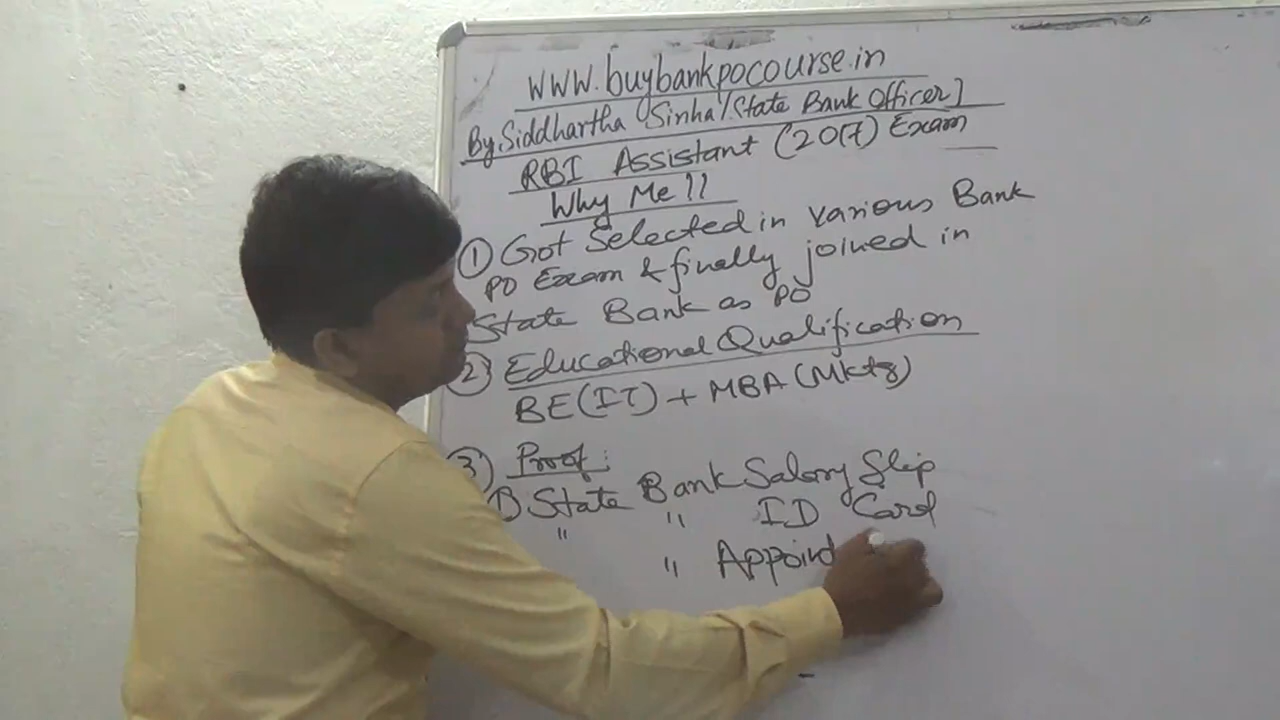 WWW.buybankpocourse.in
By Siddhartha Sinha (State Bank Officer)
RBI Assistant (2017) Exam
Why Me !!
① Got Selected in various Bank
PO Exam & finally joined in
State Bank as PO
② Educational Qualification
BE (IT) + MBA (Mktg)
③ Proof:
① State Bank Salary Slip
" " ID Card
" Appoint